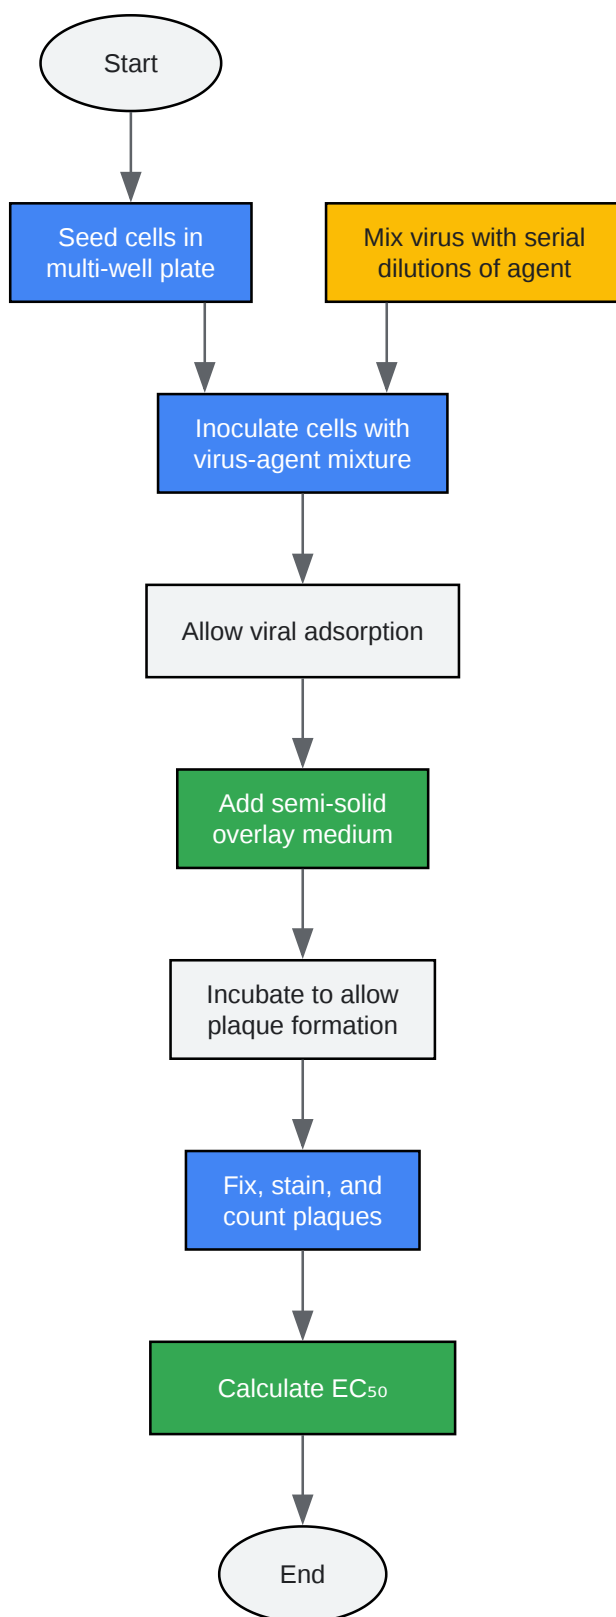 Start
Seed cells in
multi-well plate
Mix virus with serial
dilutions of agent
Inoculate cells with
virus-agent mixture
Allow viral adsorption
Add semi-solid
overlay medium
Incubate to allow
plaque formation
Fix, stain, and
count plaques
Calculate EC₅₀
End